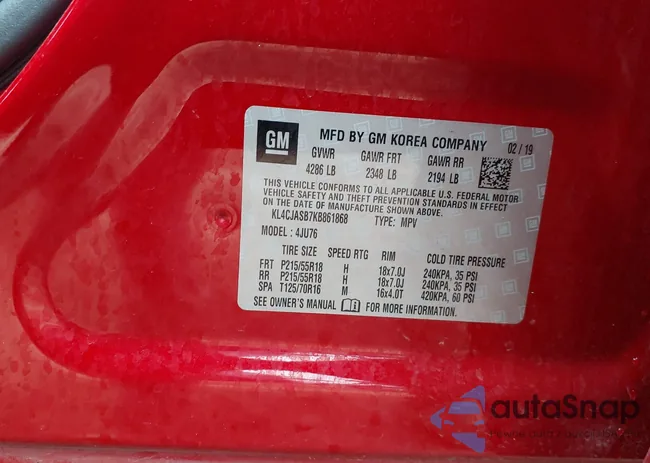 GM
MFD BY GM KOREA COMPANY 02 / 19
GVWR GAWR FRT GAWR RR
4286 LB 2348 LB 2194 LB
THIS VEHICLE CONFORMS TO ALL APPLICABLE U.S. FEDERAL MOTOR
VEHICLE SAFETY AND THEFT PREVENTION STANDARDS IN EFFECT
ON THE DATE OF MANUFACTURE SHOWN ABOVE
KL4CJASB7KB861868 TYPE: MPV
MODEL : 4JU76
TIRE SIZE SPEED RTG RIM COLD TIRE PRESSURE
FRT P215/55R18 H 18x7.0J 240KPA, 35 PSI
RR P215/55R18 H 18x7.0J 240KPA, 35 PSI
SPA T125/70R16 M 16x4.0T 420KPA, 60 PSI
SEE OWNER'S MANUAL FOR MORE INFORMATION.
autaSnap